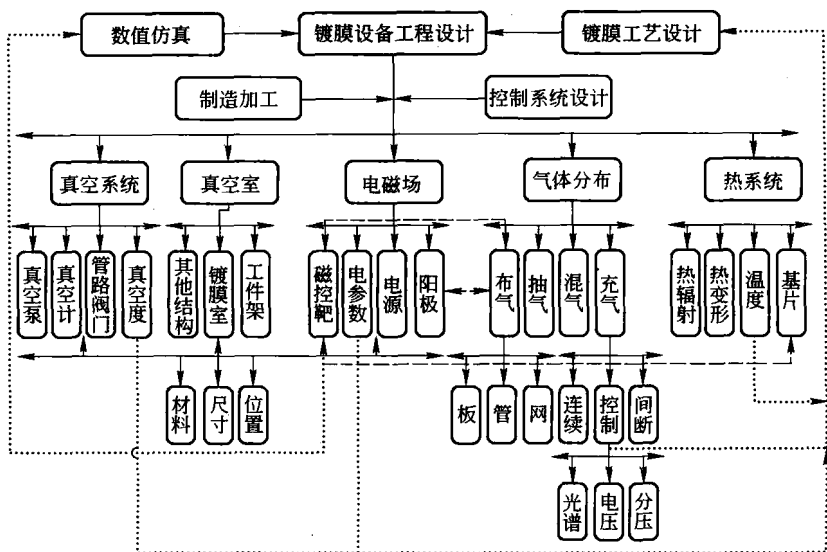 数值仿真
镀膜设备工程设计
镀膜工艺设计
制造加工
控制系统设计
真空系统
真空室
电磁场
气体分布
热系统
真空泵
真空计
管路阀门
真空度
其他结构
镀膜室
工件架
磁控靶
电参数
电源
阳极
布气
抽气
混气
充气
热辐射
热变形
温度
基片
材料
尺寸
位置
板
管
网
连续
控制
间断
光谱
电压
分压